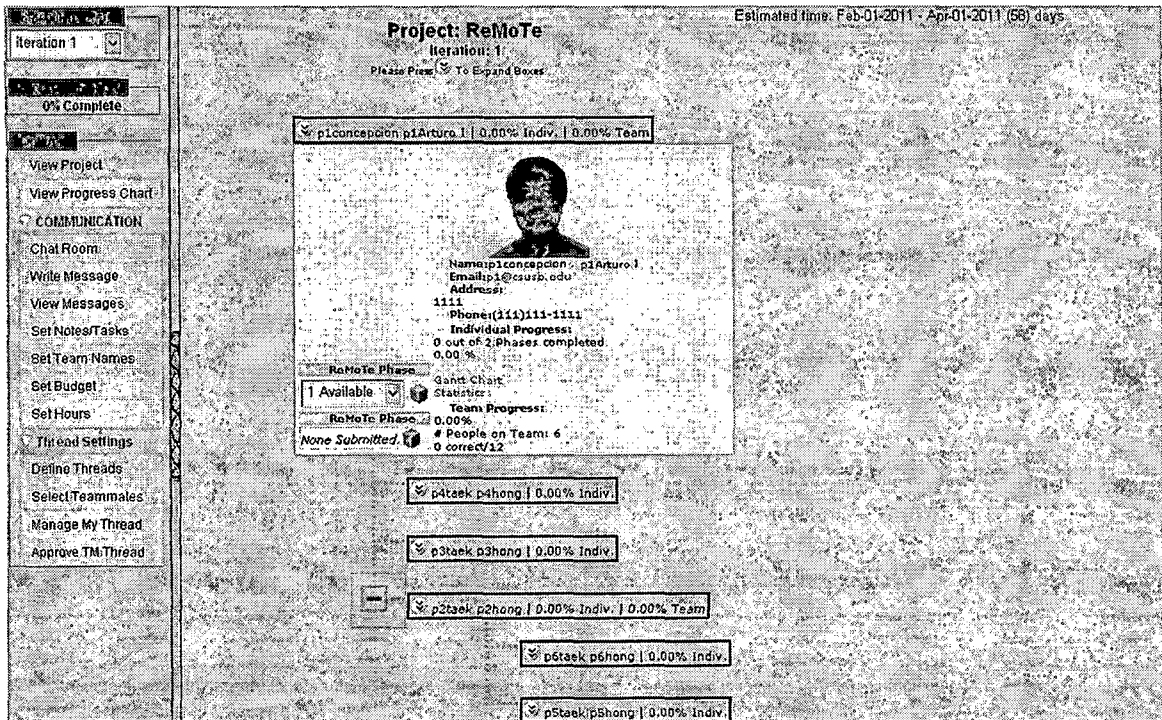 Iteration 1
0% Complete
View Project
View Progress Chart
COMMUNICATION
Chat Room
Write Message
View Messages
Set Notes/Tasks
Set Team Names
Set Budget
Set Hours
Thread Settings
Define Threads
Select Teammates
Manage My Thread
Approve TM Thread
Project: ReMoTe
Iteration: 1
Please Press To Expand Boxes
Estimated time: Feb-01-2011 - Apr-01-2011 (58) days
p1concepcion p1Arturo I | 0.00% Indiv. | 0.00% Team
Name:p1concepcion , p1Arturo I
Email:p1@csusb.edu
Address:
1111
Phone:(111)111-1111
Individual Progress:
0 out of 2 Phases completed
0.00 %
ReMoTe Phase
1 Available
Gantt Chart
Statistics:
Team Progress:
ReMoTe Phase
0.00%
None Submitted.
# People on Team: 6
0 correct/12
p4taek p4hong | 0.00% Indiv.
p3taek p3hong | 0.00% Indiv.
p2taek p2hong | 0.00% Indiv. | 0.00% Team
p6taek p6hong | 0.00% Indiv.
p5taek p5hong | 0.00% Indiv.